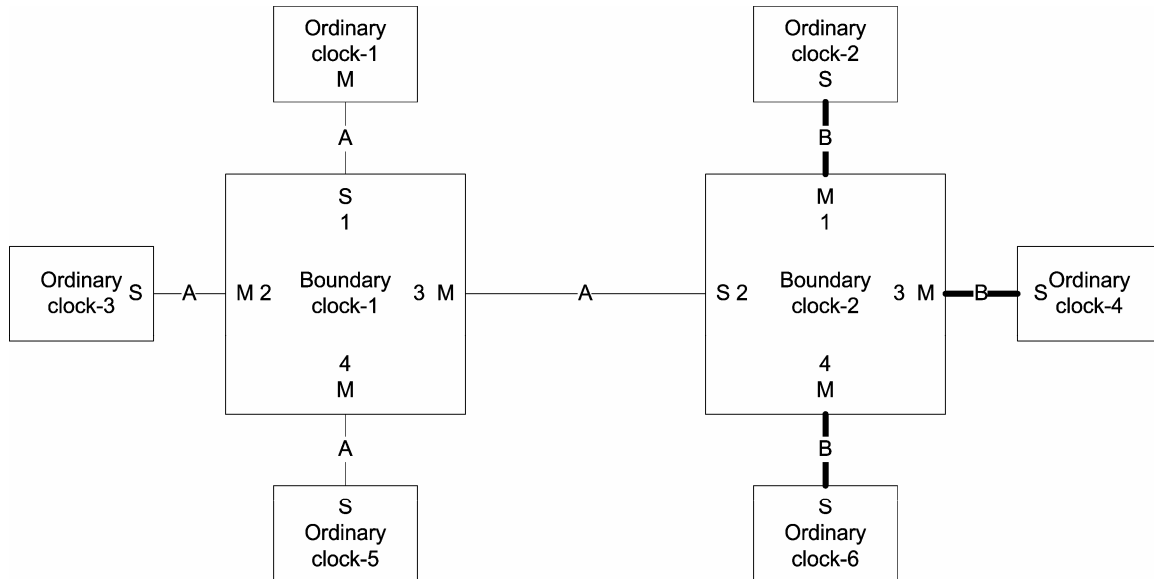 Ordinary
clock-1
M
Ordinary
clock-2
S
A
B
S
1
M
1
Ordinary
clock-3
S
A
M 2
Boundary
clock-1
3 M
A
S 2
Boundary
clock-2
3 M
B
S
Ordinary
clock-4
4
M
4
M
A
B
S
Ordinary
clock-5
S
Ordinary
clock-6